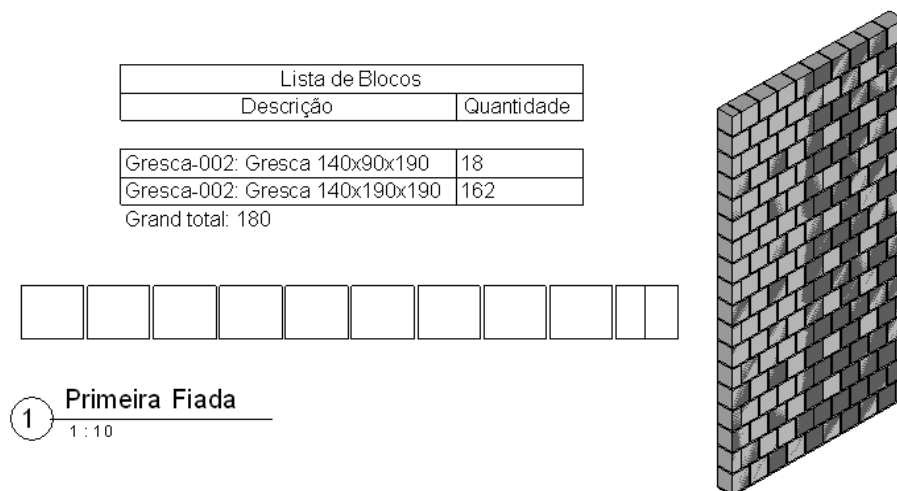 Lista de Blocos
Descrição Quantidade
Gresca-002: Gresca 140x90x190 18
Gresca-002: Gresca 140x190x190 162
Grand total: 180
1 Primeira Fiada
1 : 10